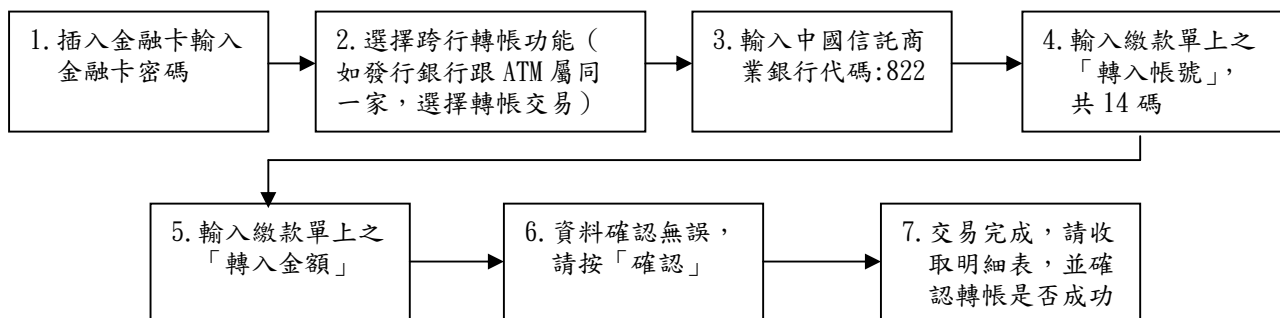 1.插入金融卡輸入
金融卡密碼
2.選擇跨行轉帳功能（
如發行銀行跟 ATM 屬同
一家，選擇轉帳交易）
3.輸入中國信託商
業銀行代碼:822
4.輸入繳款單上之
「轉入帳號」，
共 14 碼
5.輸入繳款單上之
「轉入金額」
6.資料確認無誤，
請按「確認」
7.交易完成，請收
取明細表，並確
認轉帳是否成功